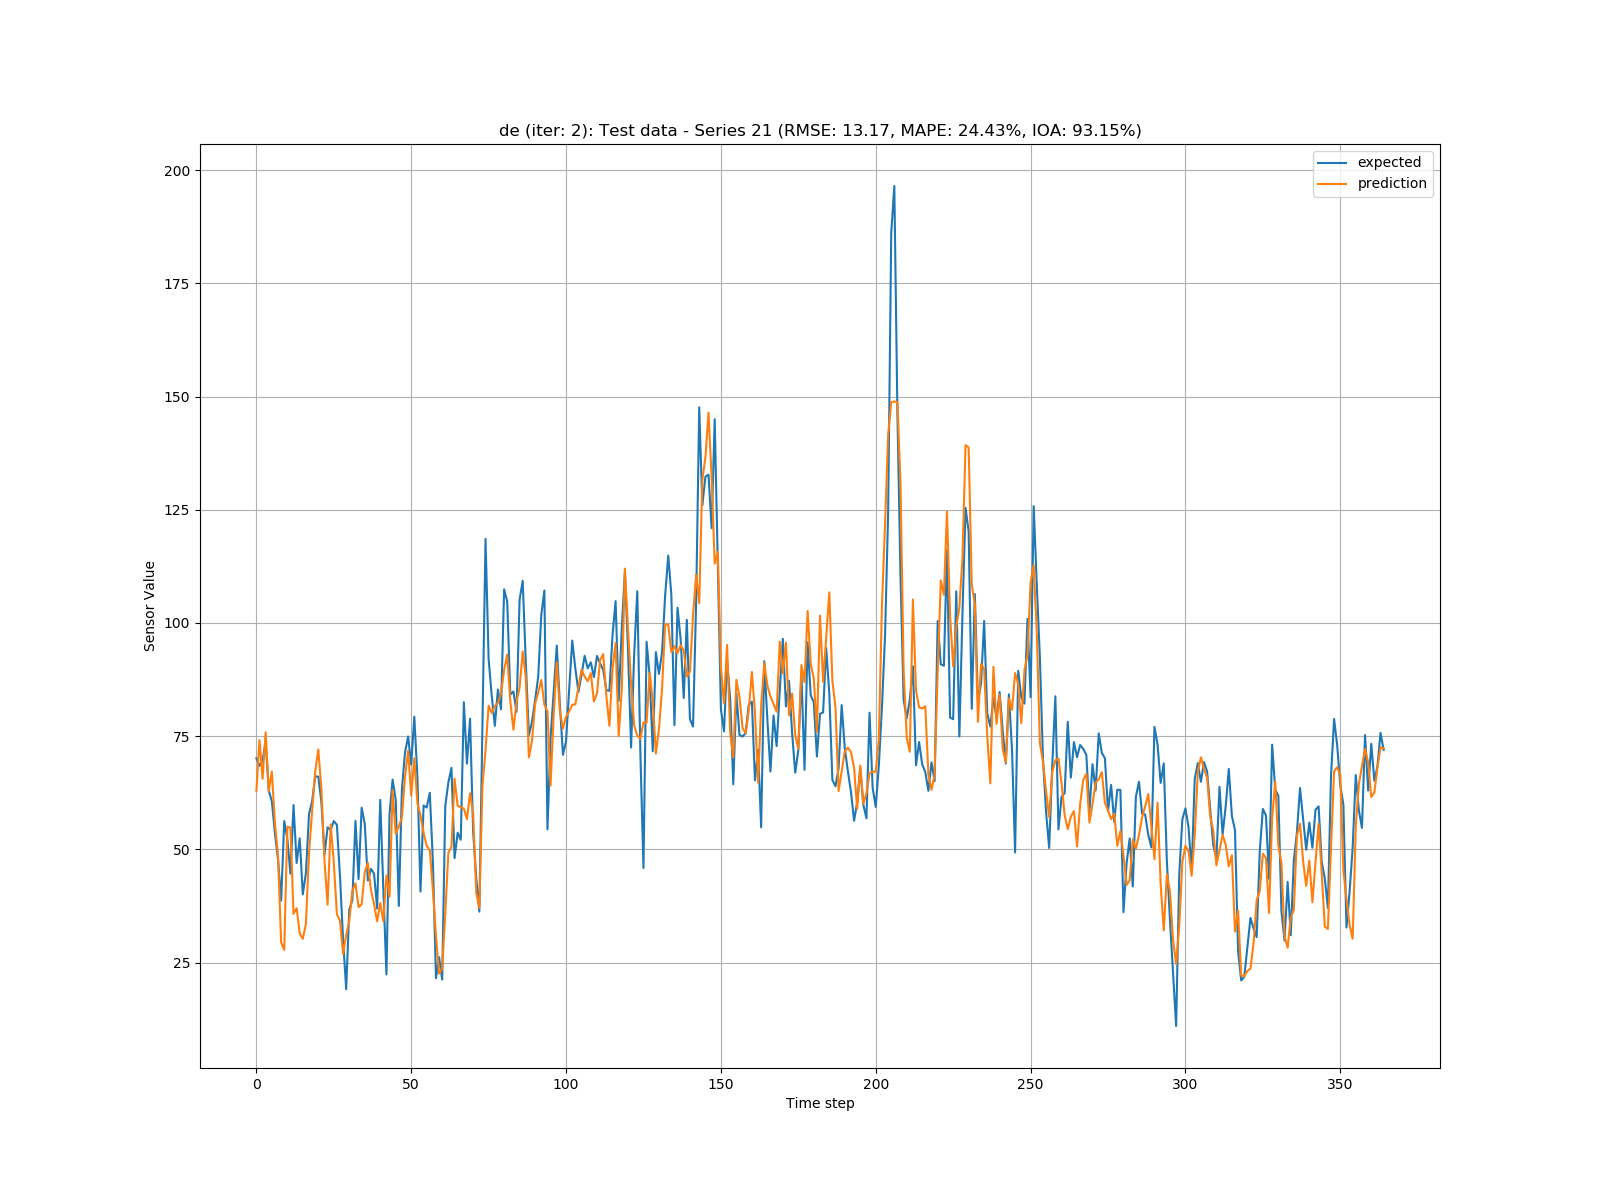 de (iter: 2): Test data - Series 21 (RMSE: 13.17, MAPE: 24.43%, IOA: 93.15%)
expected
prediction
200
175
150
125
100
75
50
25
Sensor Value
0 50 100 150 200 250 300 350
Time step